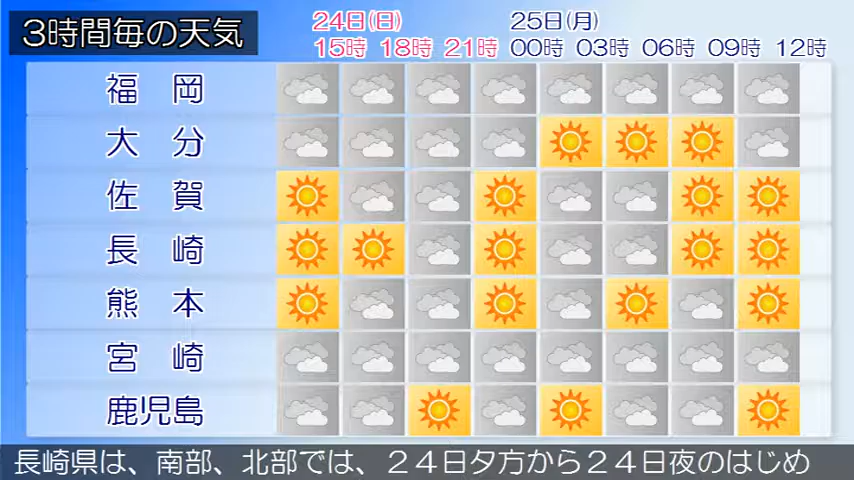 3時間毎の天気
24日(日) 25日(月)
15時 18時 21時 00時 03時 06時 09時 12時
福岡
大分
佐賀
長崎
熊本
宮崎
鹿児島
長崎県は、南部、北部では、２４日夕方から２４日夜のはじめ